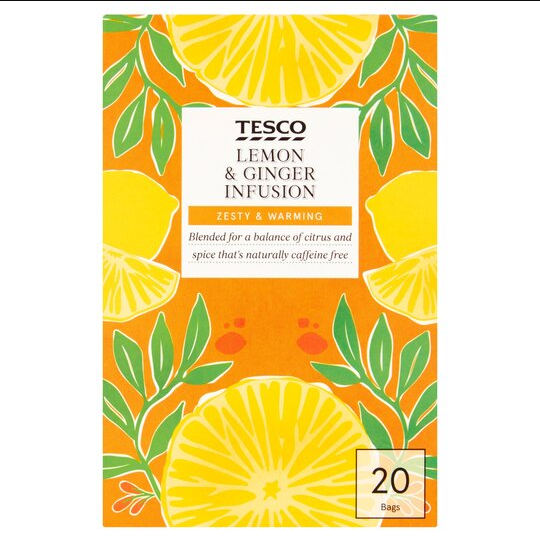 TESCO
LEMON
& GINGER
INFUSION
ZESTY & WARMING
Blended for a balance of citrus and
spice that's naturally caffeine free
20
Bags